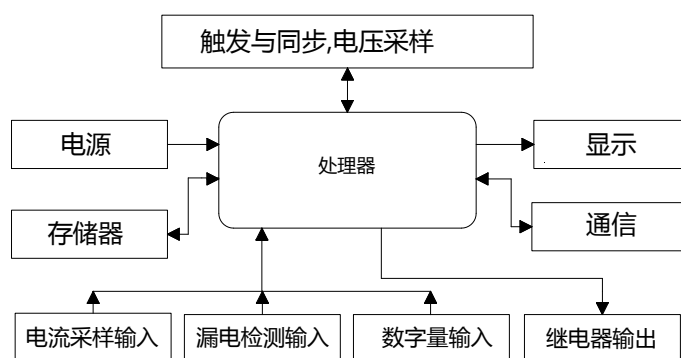 触发与同步,电压采样
电源
处理器
显示
存储器
通信
电流采样输入
漏电检测输入
数字量输入
继电器输出